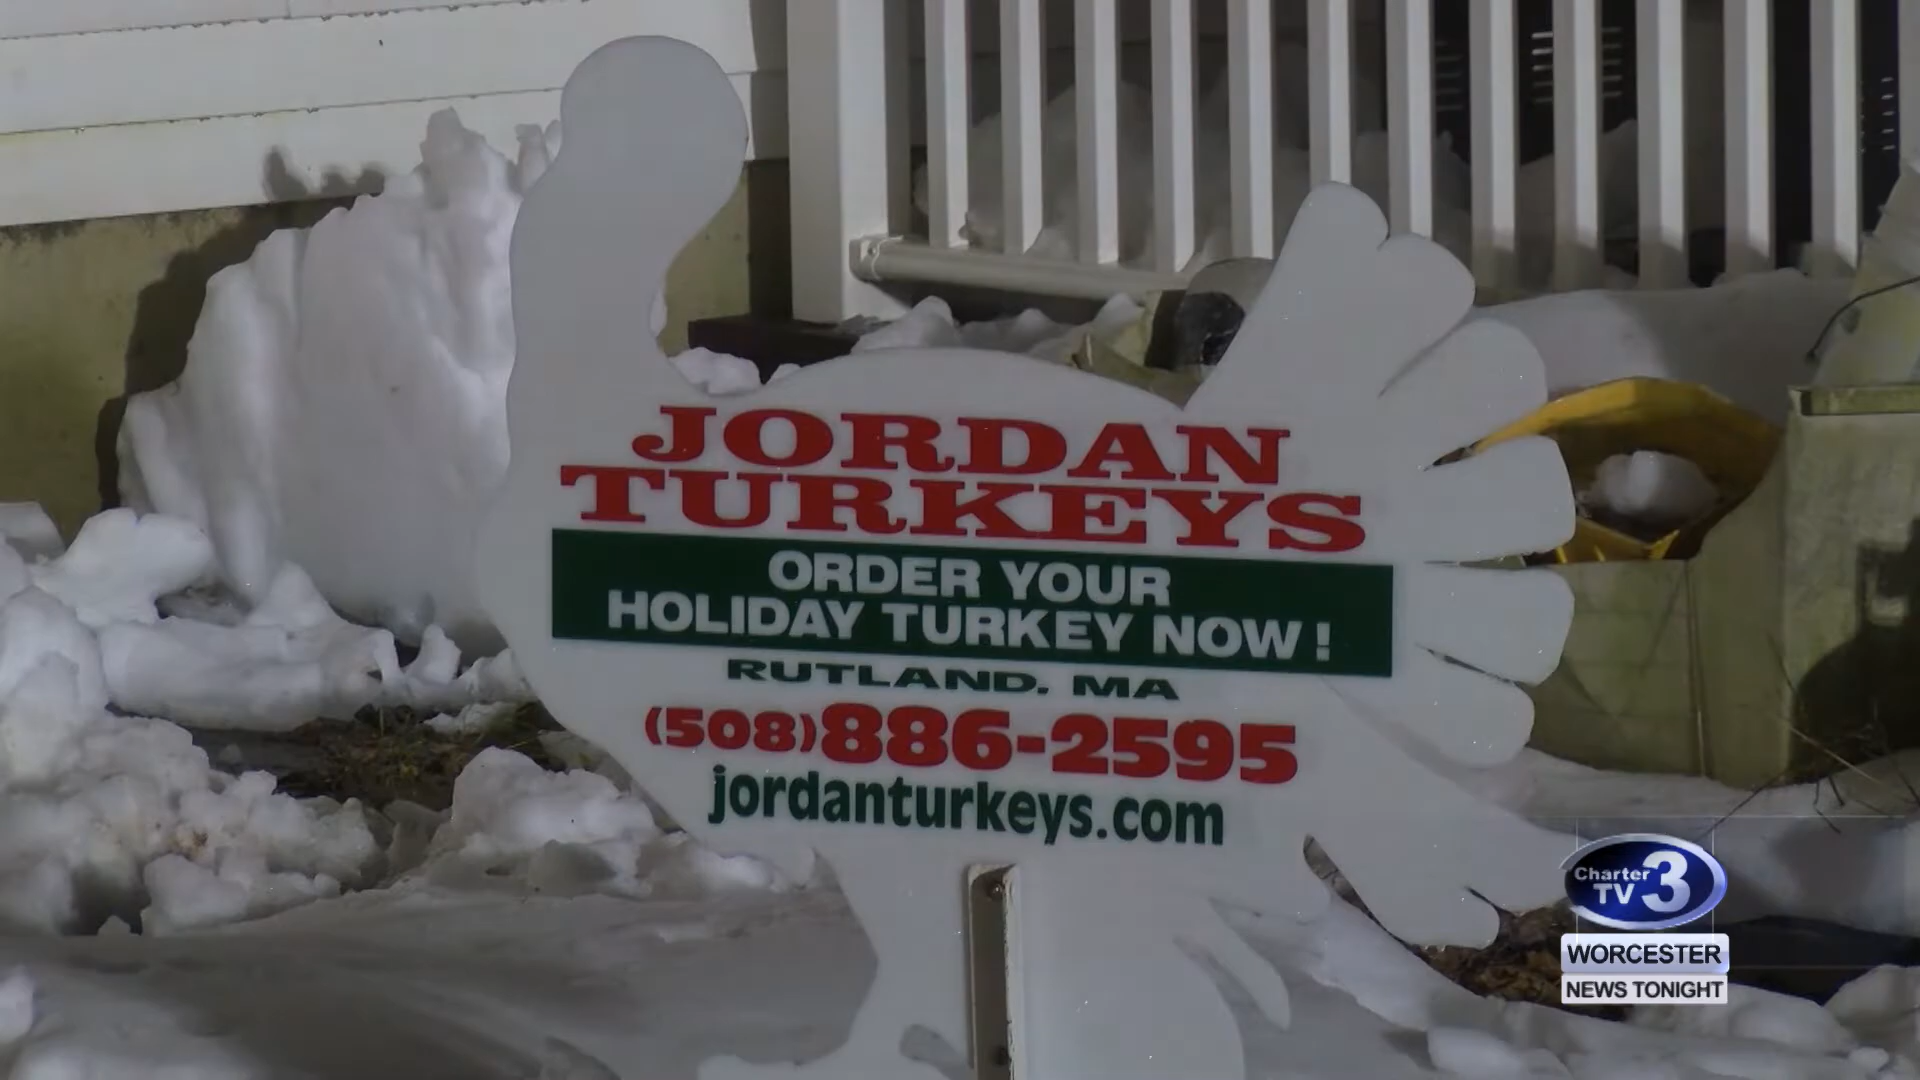 JORDAN
TURKEYS
ORDER YOUR
HOLIDAY TURKEY NOW!
RUTLAND, MA
(508)886-2595
jordanturkeys.com
Charter
TV 3
WORCESTER
NEWS TONIGHT